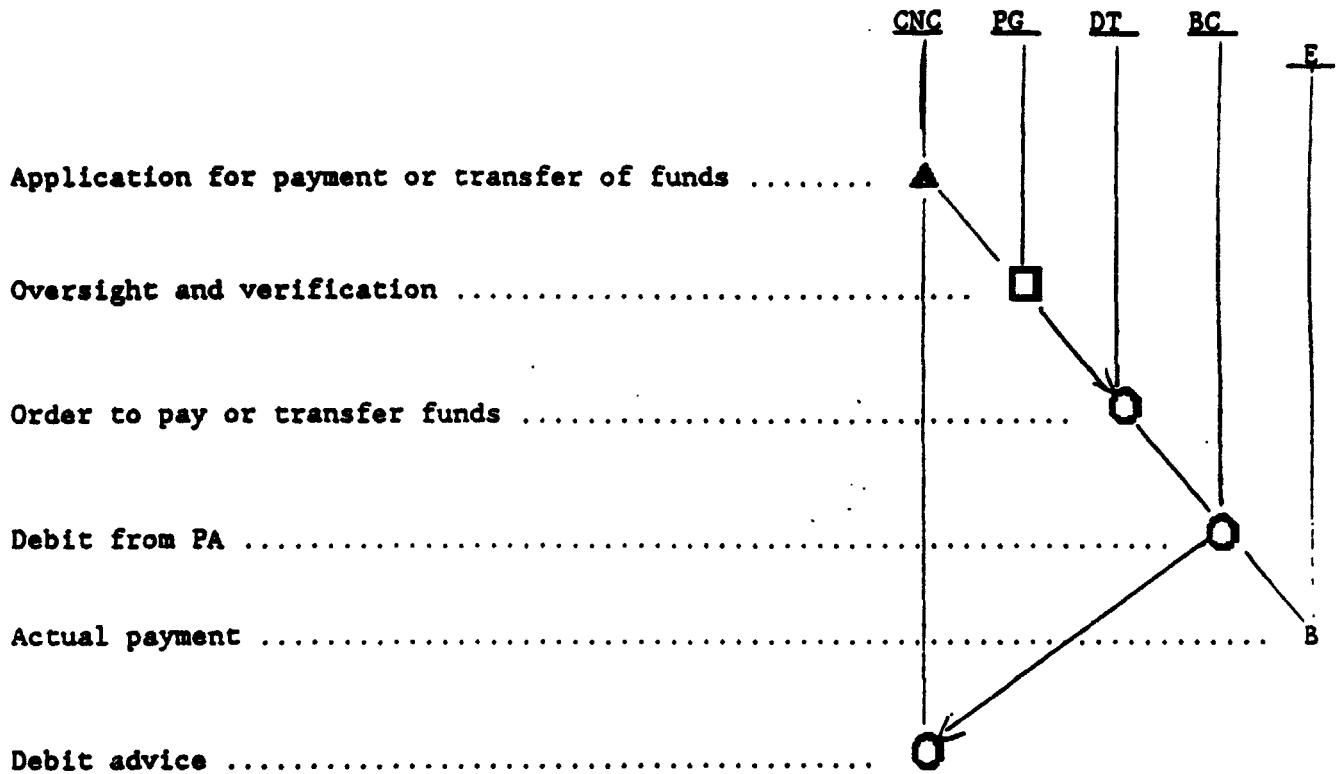 CNC PG DT BC
E
Application for payment or transfer of funds ........
Oversight and verification ................................
Order to pay or transfer funds ..................................
Debit from PA .........................................................
Actual payment ............................................................... B
Debit advice .........................................